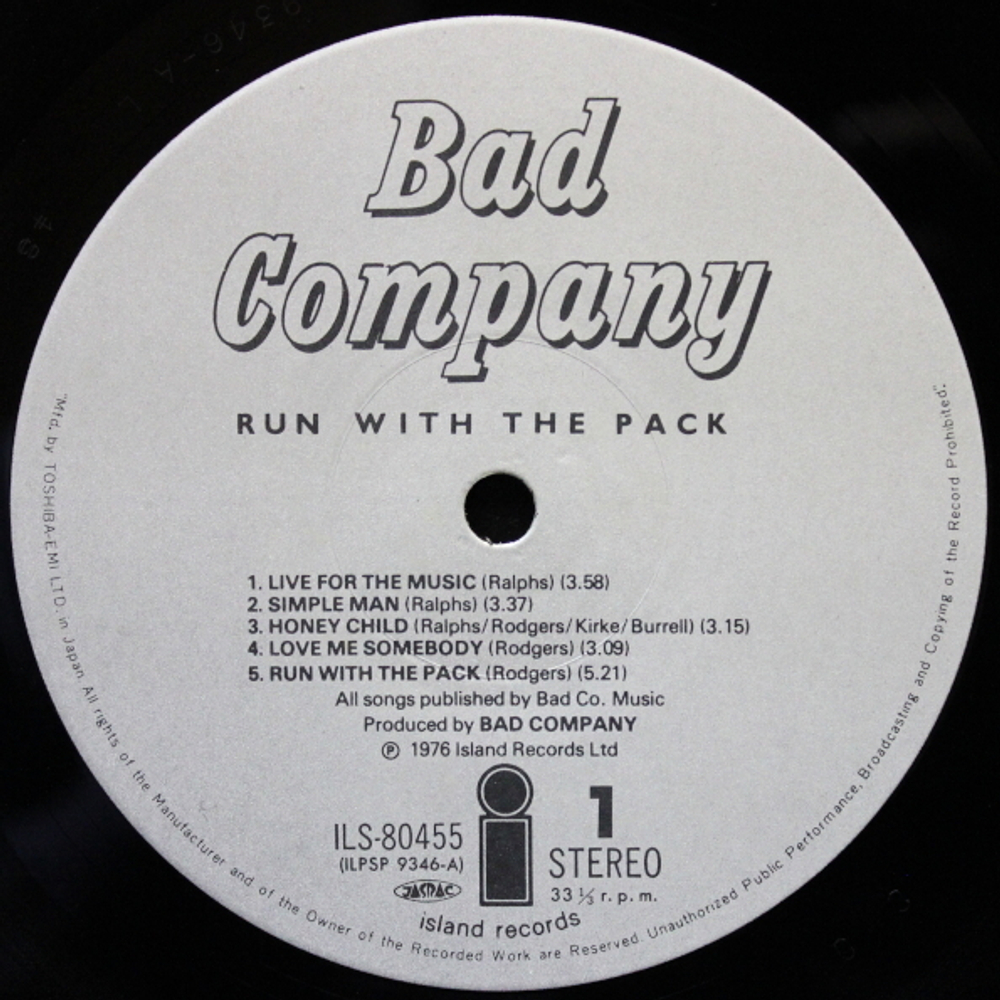 Bad
Company
RUN WITH THE PACK
1. LIVE FOR THE MUSIC (Ralphs) (3.58)
2. SIMPLE MAN (Ralphs) (3.37)
3. HONEY CHILD (Ralphs/Rodgers/Kirke/Burrell) (3.15)
4. LOVE ME SOMEBODY (Rodgers) (3.09)
5. RUN WITH THE PACK (Rodgers) (5.21)
All songs published by Bad Co. Music
Produced by BAD COMPANY
℗ 1976 Island Records Ltd
ILS-80455
(ILPSP 9346-A)
JASRAC
1
STEREO
33 ⅓ r.p.m.
island records
"Mfd. by TOSHIBA-EMI LTD. in Japan. All rights of the Manufacturer and of the Owner of the Recorded Work are Reserved. Unauthorized Public Performance, Broadcasting and Copying of the Record Prohibited."